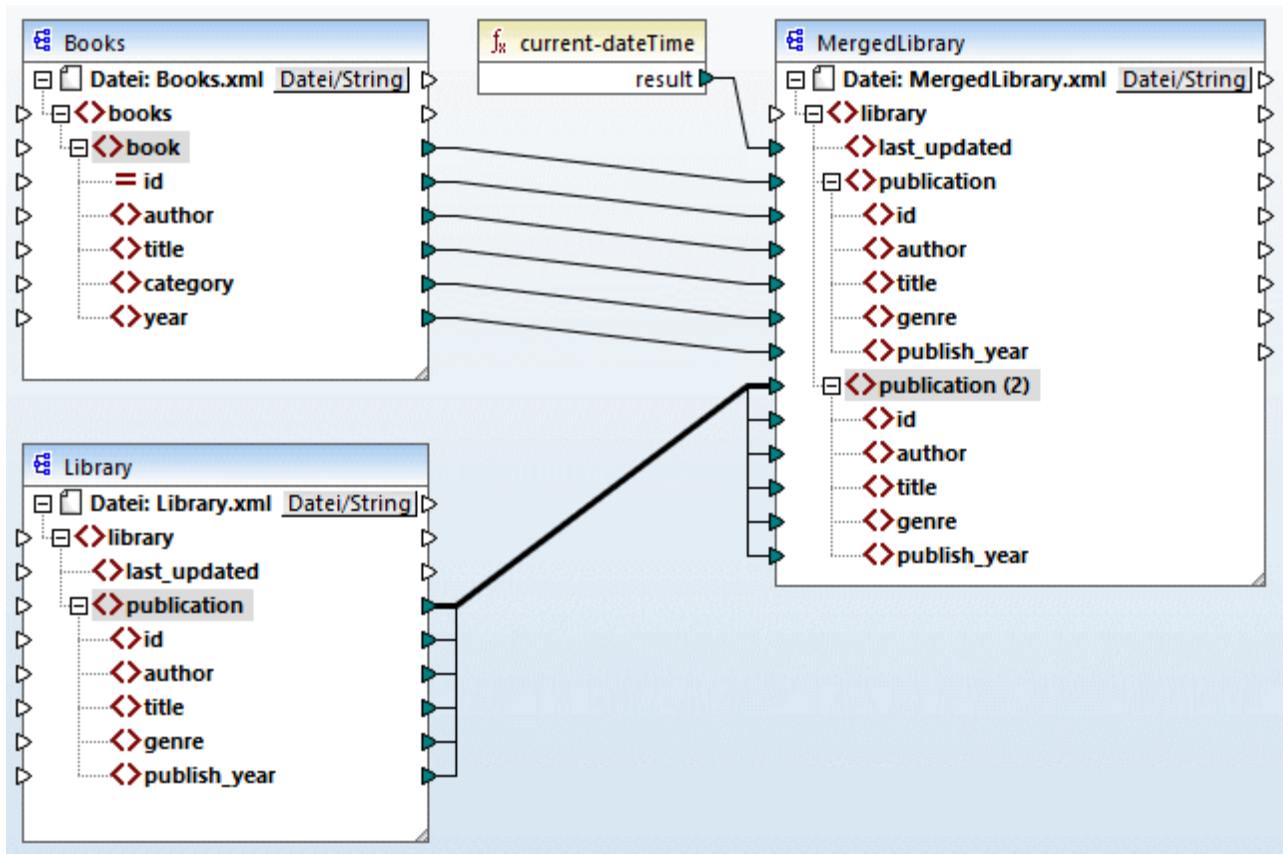 Books
Datei: Books.xml Datei/String
books
book
id
author
title
category
year
fx current-dateTime
result
MergedLibrary
Datei: MergedLibrary.xml Datei/String
library
last_updated
publication
id
author
title
genre
publish_year
publication (2)
id
author
title
genre
publish_year
Library
Datei: Library.xml Datei/String
library
last_updated
publication
id
author
title
genre
publish_year